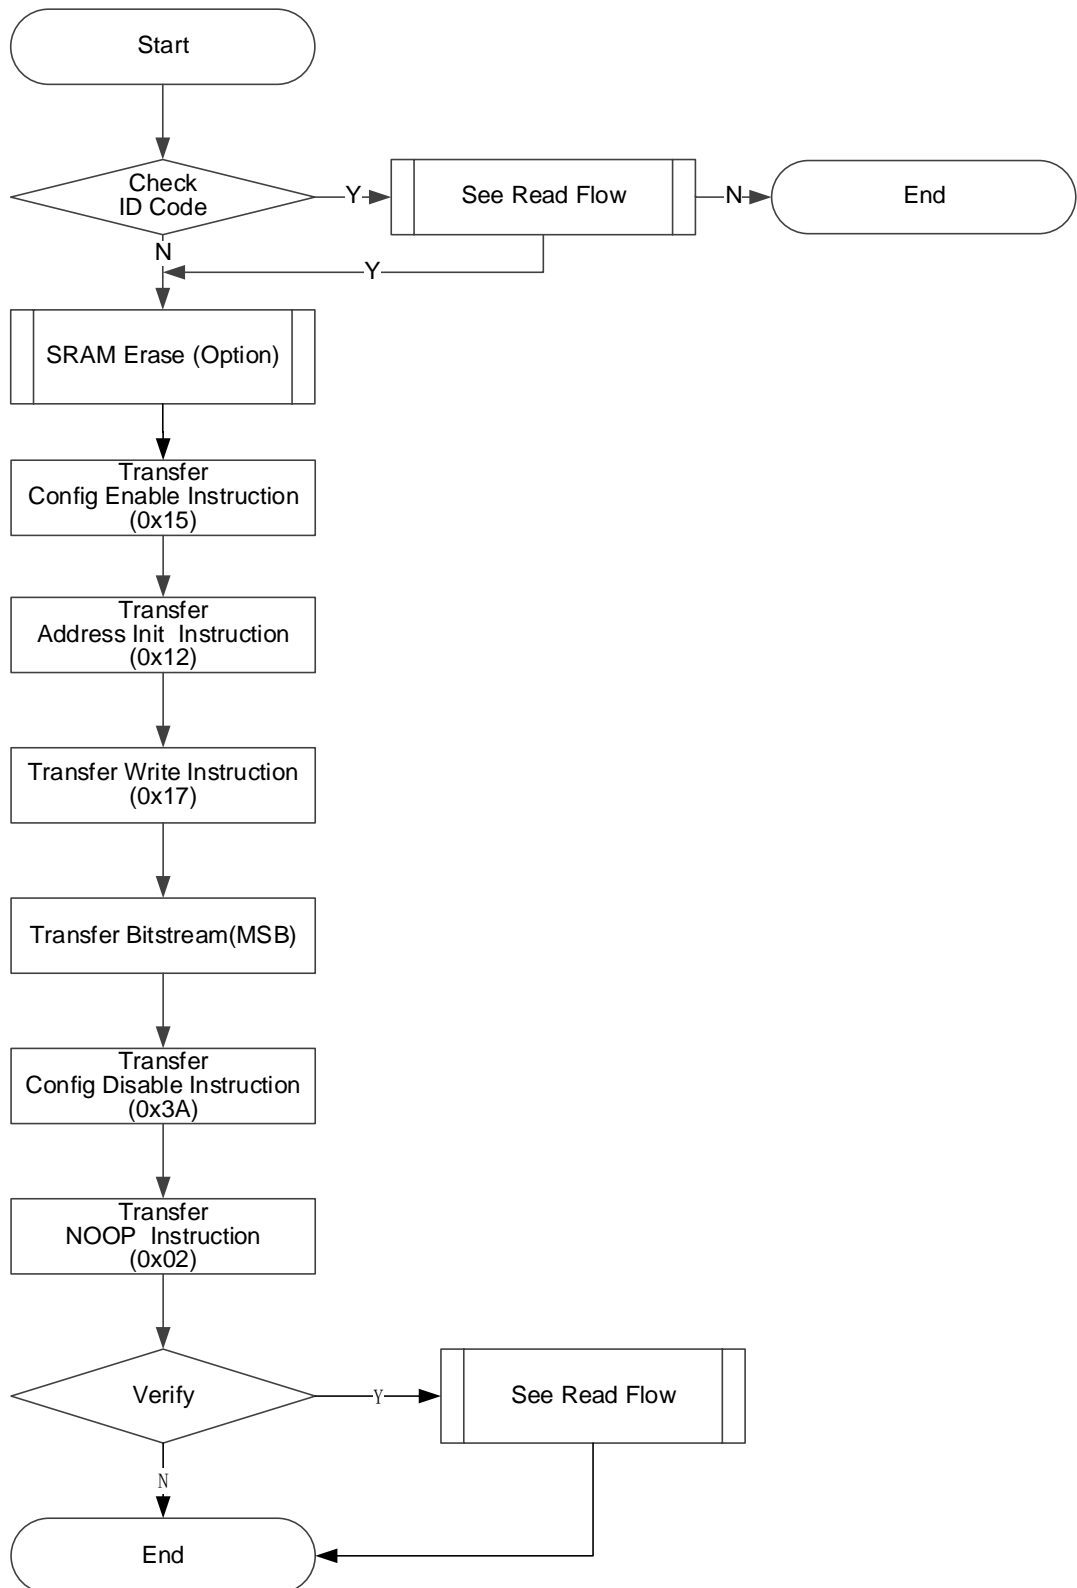 Start
Check
ID Code
Y
See Read Flow
N
End
N
Y
SRAM Erase (Option)
Transfer
Config Enable Instruction
(0x15)
Transfer
Address Init  Instruction
(0x12)
Transfer Write Instruction
(0x17)
Transfer Bitstream(MSB)
Transfer
Config Disable Instruction
(0x3A)
Transfer
NOOP  Instruction
(0x02)
Verify
Y
See Read Flow
N
End